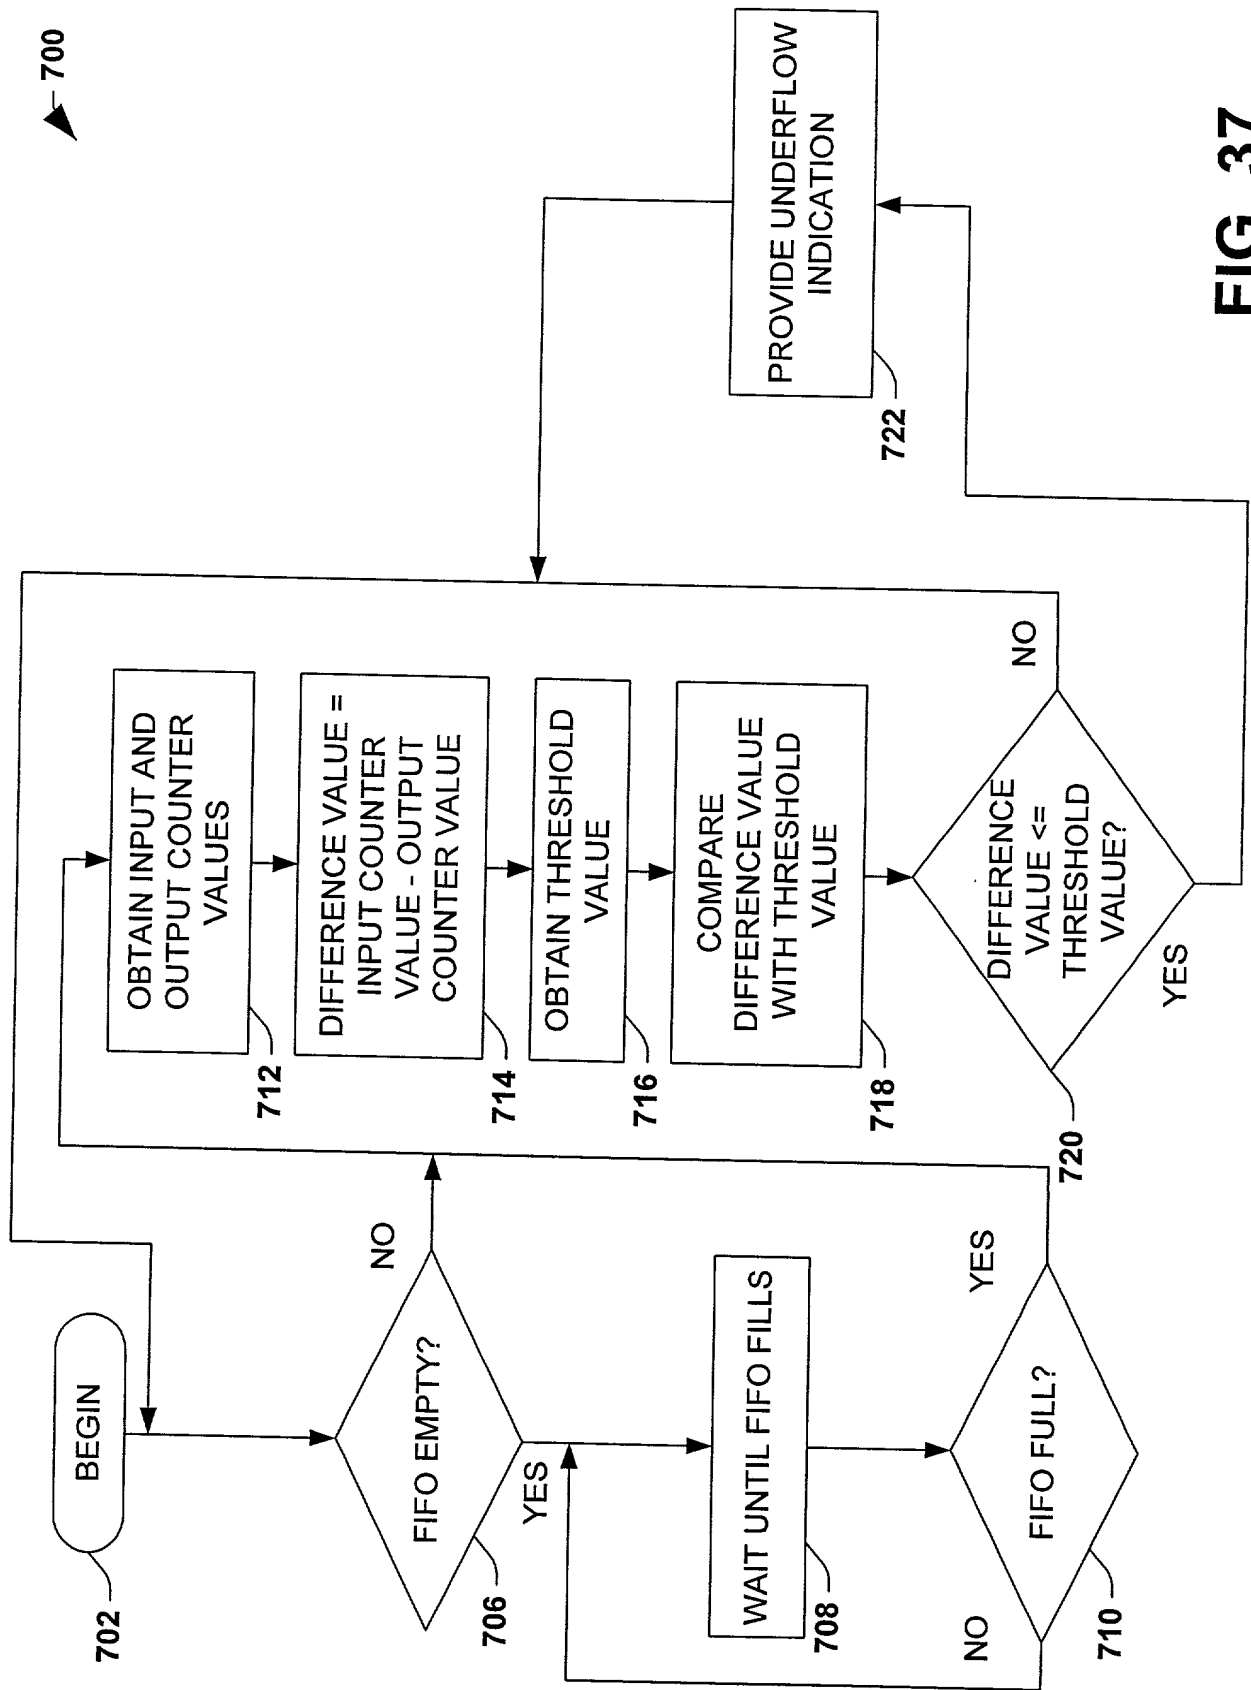 700
BEGIN
702
FIFO EMPTY?
NO
YES
706
WAIT UNTIL FIFO FILLS
708
FIFO FULL?
YES
NO
710
OBTAIN INPUT AND
OUTPUT COUNTER
VALUES
712
DIFFERENCE VALUE =
INPUT COUNTER
VALUE - OUTPUT
COUNTER VALUE
714
OBTAIN THRESHOLD
VALUE
716
COMPARE
DIFFERENCE VALUE
WITH THRESHOLD
VALUE
718
DIFFERENCE
VALUE <=
THRESHOLD
VALUE?
NO
YES
720
PROVIDE UNDERFLOW
INDICATION
722
FIG. 37